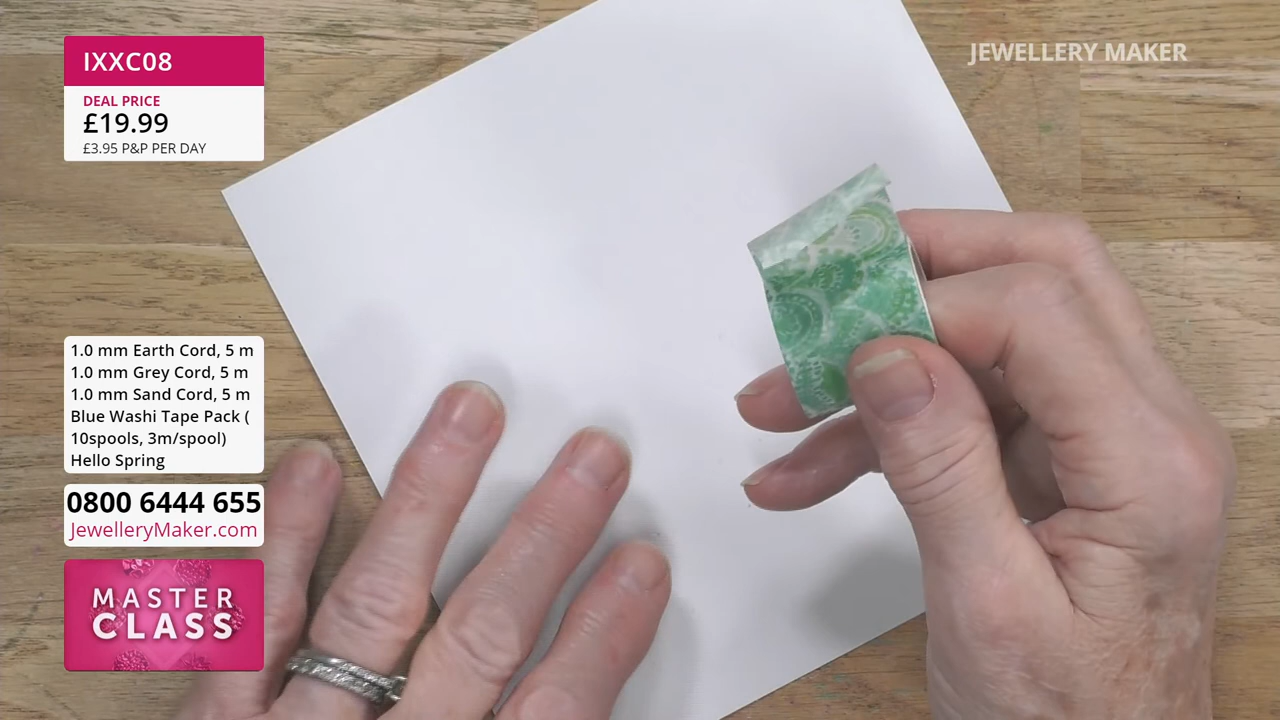 IXXC08
DEAL PRICE
£19.99
£3.95 P&P PER DAY
JEWELLERY MAKER
1.0 mm Earth Cord, 5 m
1.0 mm Grey Cord, 5 m
1.0 mm Sand Cord, 5 m
Blue Washi Tape Pack (
10spools, 3m/spool)
Hello Spring
0800 6444 655
JewelleryMaker.com
MASTER
CLASS